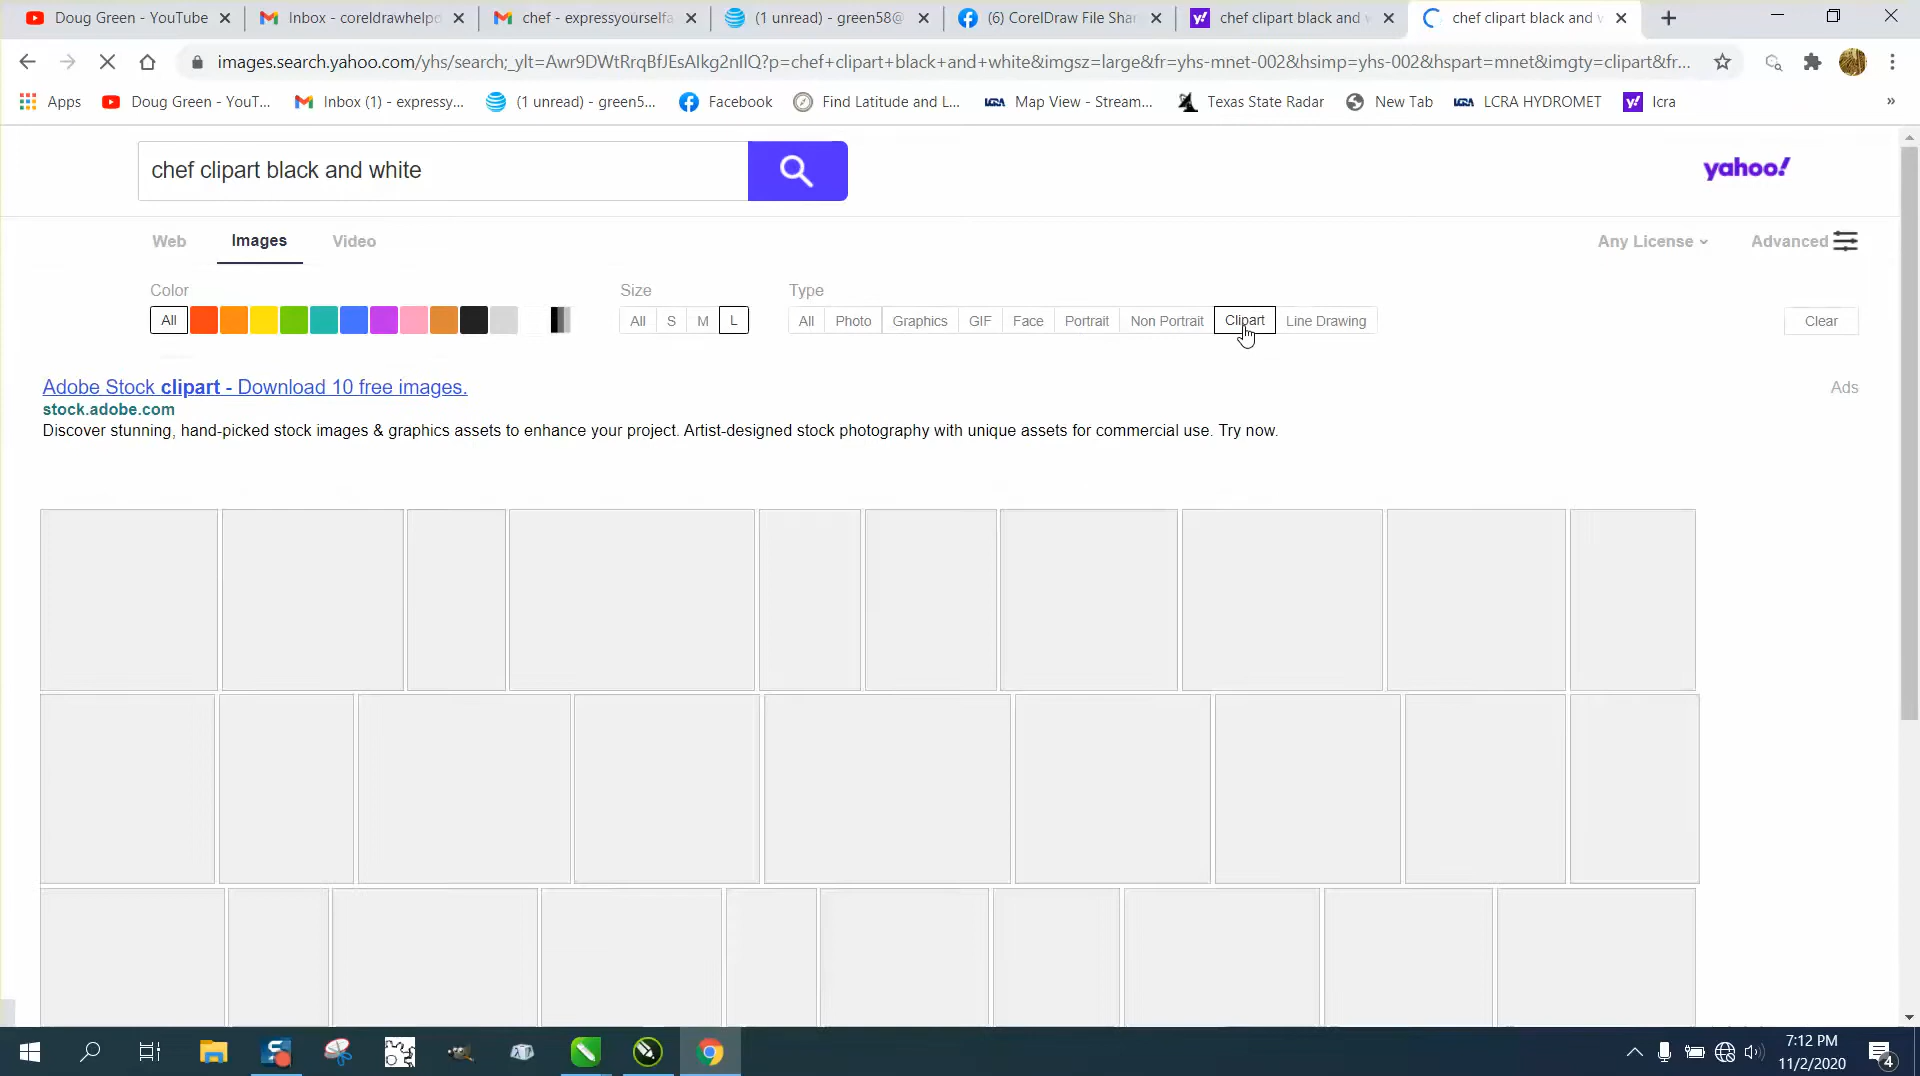 Doug Green - YouTube
Inbox - coreldrawhelpd
chef - expressyourselfa
(1 unread) - green58@
(6) CorelDraw File Shar
chef clipart black and w
chef clipart black and w
images.search.yahoo.com/yhs/search;_ylt=Awr9DWtRrqBfJEsAIkg2nIlQ?p=chef+clipart+black+and+white&imgsz=large&fr=yhs-mnet-002&hsimp=yhs-002&hspart=mnet&imgty=clipart&fr...
Apps
Doug Green - YouT...
Inbox (1) - expressy...
(1 unread) - green5...
Facebook
Find Latitude and L...
LCRA Map View - Stream...
Texas State Radar
New Tab
LCRA LCRA HYDROMET
lcra
»
chef clipart black and white
yahoo!
Web
Images
Video
Any License
Advanced
Color
Size
Type
All
All
S
M
L
All
Photo
Graphics
GIF
Face
Portrait
Non Portrait
Clipart
Line Drawing
Clear
Adobe Stock clipart - Download 10 free images.
Ads
stock.adobe.com
Discover stunning, hand-picked stock images & graphics assets to enhance your project. Artist-designed stock photography with unique assets for commercial use. Try now.
7:12 PM
11/2/2020
4